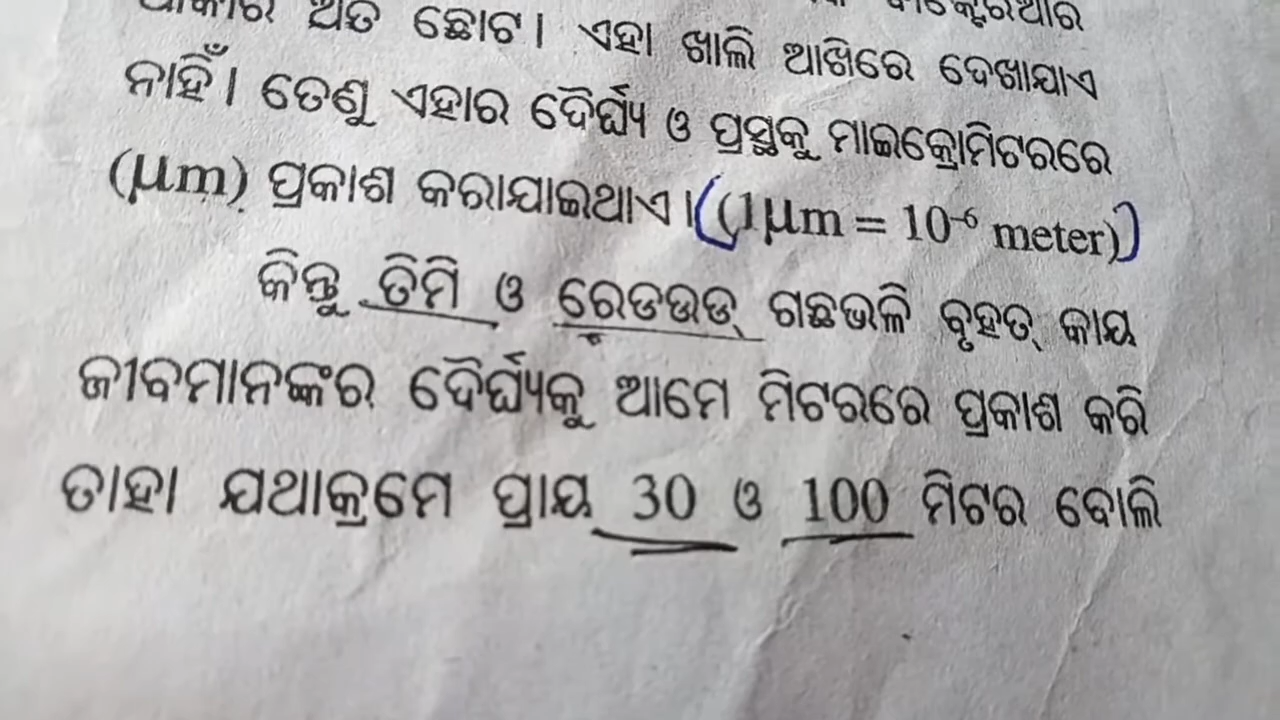 ଆକାର ଅତି ଛୋଟ। ଏହା ଖାଲି ଆଖିରେ ଦେଖାଯାଏ
ନାହିଁ। ତେଣୁ ଏହାର ଦୈର୍ଘ୍ୟ ଓ ପ୍ରସ୍ଥକୁ ମାଇକ୍ରୋମିଟରରେ
(μm) ପ୍ରକାଶ କରାଯାଇଥାଏ।((1μm = 10⁻⁶ meter))
କିନ୍ତୁ ତିମି ଓ ରେଡଉଡ୍ ଗଛଭଳି ବୃହତ୍ କାୟ
ଜୀବମାନଙ୍କର ଦୈର୍ଘ୍ୟକୁ ଆମେ ମିଟରରେ ପ୍ରକାଶ କରି
ତାହା ଯଥାକ୍ରମେ ପ୍ରାୟ 30 ଓ 100 ମିଟର ବୋଲି